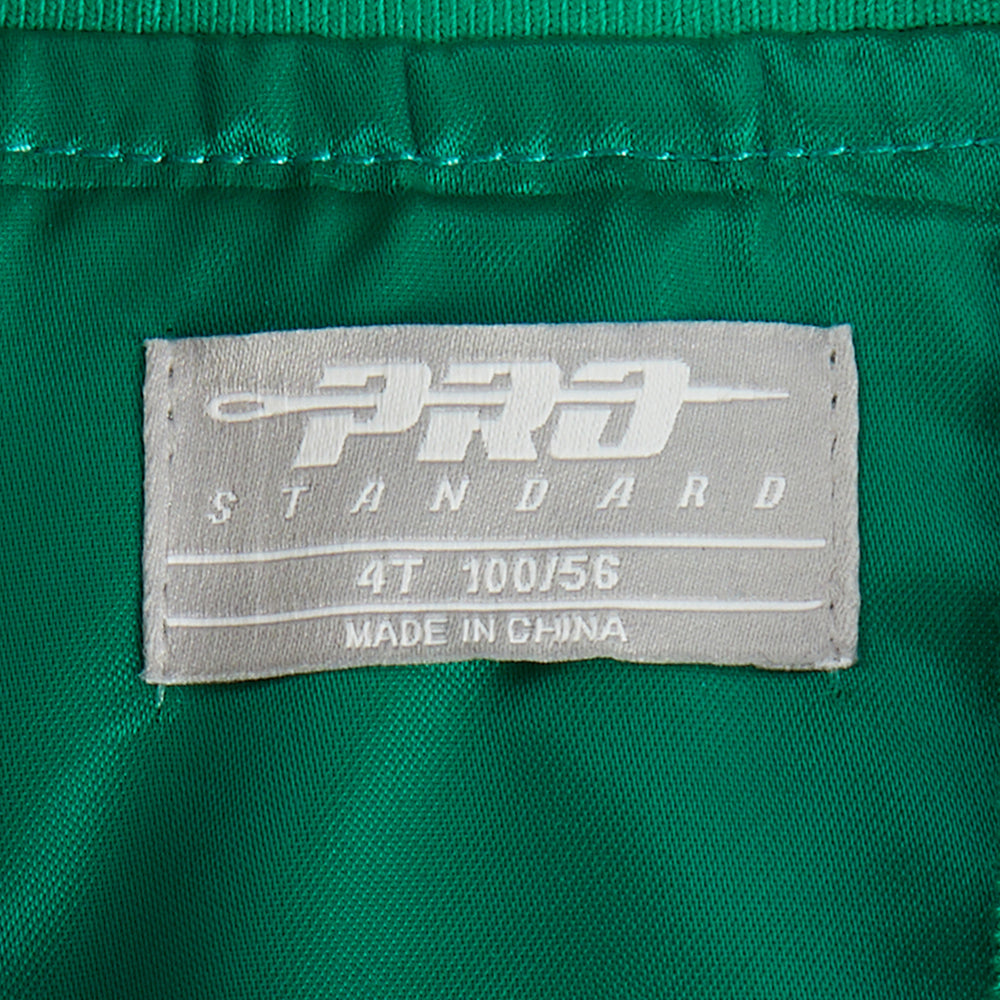 PRO
STANDARD
4T 100/56
MADE IN CHINA